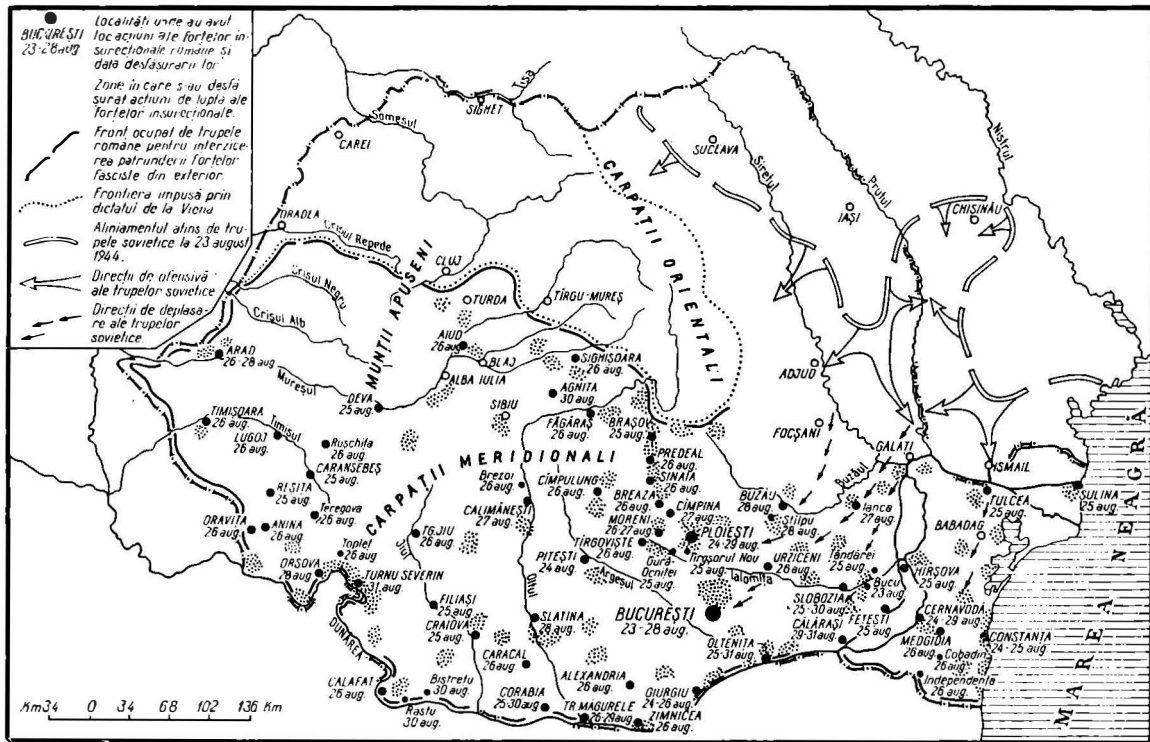 BUCUREȘTI
23-28 aug.
Localități unde au avut
loc acțiuni ale forțelor in-
surecționale române și
data desfășurării lor.
Zone în care s-au desfă
șurat acțiuni de luptă ale
forțelor insurecționale.
Front ocupat de trupele
române pentru interzic-
erea pătrunderii forțelor
fasciste din exterior.
Frontiera impusă prin
dictatul de la Viena
Aliniamentul atins de tru-
pele sovietice la 23 august
1944.
Direcții de ofensivă
ale trupelor sovietice
Direcții de deplasa-
re ale trupelor
sovietice.
SIGHET
Tisa
Someșul
CAREI
SUCEAVA
Siretul
Prutul
Nistrul
IAȘI
CHIȘINĂU
CARPAȚII ORIENTALI
ORADEA
Crișul Repede
CLUJ
Crișul Negru
Crișul Alb
MUNȚII APUSENI
TURDA
TÎRGU-MUREȘ
AIUD
26 aug.
BLAJ
SIGHIȘOARA
26 aug.
ARAD
26-28 aug.
Mureșul
ALBA IULIA
AGNITA
30 aug.
ADJUD
DEVA
25 aug.
SIBIU
FĂGĂRAȘ
26 aug.
BRAȘOV
25 aug.
FOCȘANI
GALAȚI
ISMAIL
TIMIȘOARA
26 aug.
Timișul
LUGOJ
26 aug.
Rușchița
26 aug.
CARANSEBEȘ
25 aug.
CARPAȚII MERIDIONALI
PREDEAL
26 aug.
SINAIA
26 aug.
Buzăul
REȘIȚA
25 aug.
Teregova
26 aug.
Brezoi
26 aug.
CĂLIMĂNEȘTI
27 aug.
CÎMPULUNG
26 aug.
BREAZA
26 aug.
CÎMPINA
27 aug.
BUZĂU
28 aug.
Stîlpu
28 aug.
Ianca
27 aug.
TULCEA
25 aug.
SULINA
25 aug.
BABADAG
ORAVIȚA
26 aug.
ANINA
26 aug.
TG. JIU
26 aug.
MORENI
26-27 aug.
PLOIEȘTI
24-29 aug.
TÎRGOVIȘTE
26 aug.
Gura-
Ocniței
25 aug.
Tîrgșorul Nou
25 aug.
URZICENI
26 aug.
Țăndărei
25 aug.
Topleț
26 aug.
ORȘOVA
28 aug.
TURNU SEVERIN
31 aug.
Jiul
PITEȘTI
24 aug.
Argeșul
Ialomița
Oltul
HÎRȘOVA
25 aug.
Bucu
23 aug.
SLOBOZIA
25-30 aug.
FETEȘTI
25 aug.
FILIAȘI
25 aug.
CRAIOVA
25 aug.
SLATINA
28 aug.
BUCUREȘTI
23-28 aug.
CERNAVODĂ
24-29 aug.
CĂLĂRAȘI
29-31 aug.
MEDGIDIA
26 aug.
CONSTANȚA
24-25 aug.
DUNĂREA
OLTENIȚA
25-31 aug.
Cobadin
26 aug.
CARACAL
26 aug.
ALEXANDRIA
26 aug.
Independența
26 aug.
CALAFAT
26 aug.
Bistrețu
30 aug.
Rastu
30 aug.
CORABIA
25-30 aug.
TR. MĂGURELE
26-29 aug.
GIURGIU
24-26 aug.
ZIMNICEA
26 aug.
MAREA NEAGRĂ
Km 34 0 34 68 102 136 Km